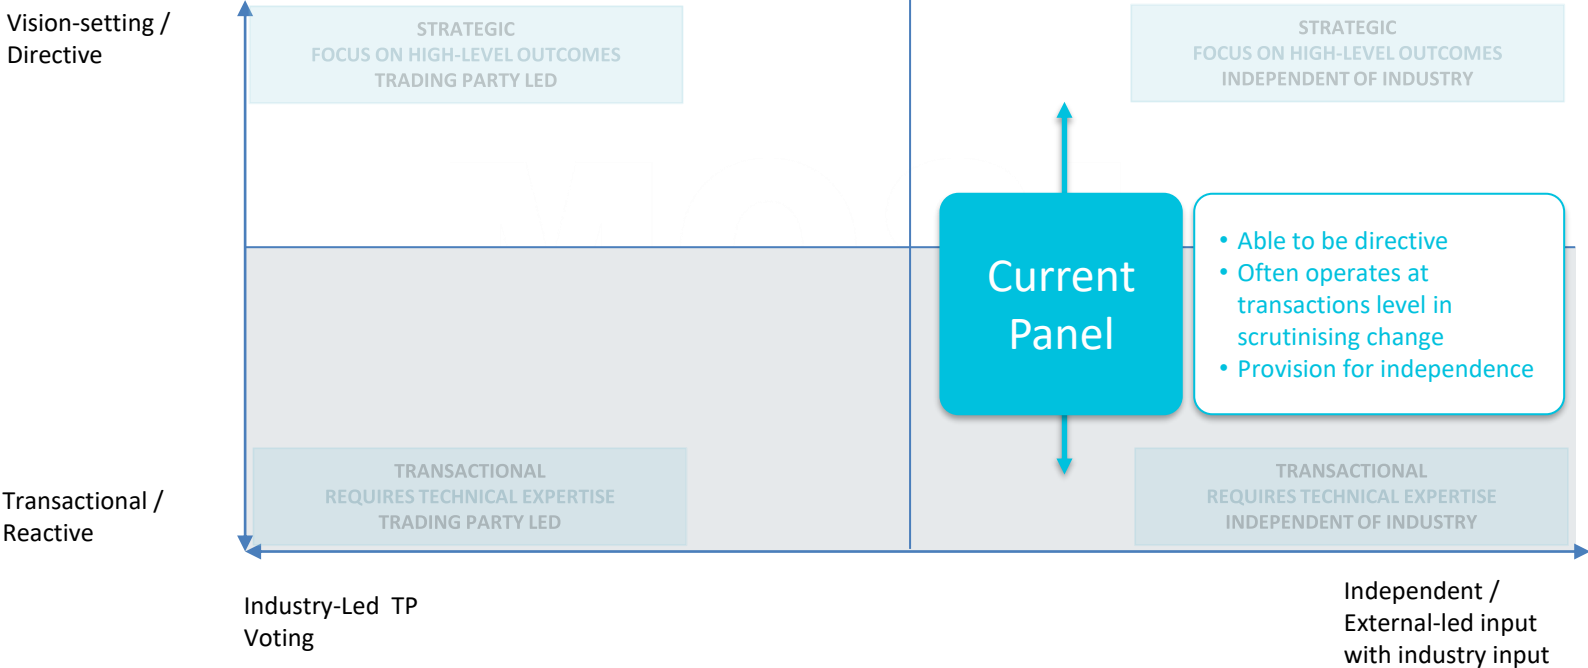 Vision-setting /
Directive
STRATEGIC
FOCUS ON HIGH-LEVEL OUTCOMES
TRADING PARTY LED
STRATEGIC
FOCUS ON HIGH-LEVEL OUTCOMES
INDEPENDENT OF INDUSTRY
Current
Panel
• Able to be directive
• Often operates at
transactions level in
scrutinising change
• Provision for independence
Transactional /
Reactive
TRANSACTIONAL
REQUIRES TECHNICAL EXPERTISE
TRADING PARTY LED
TRANSACTIONAL
REQUIRES TECHNICAL EXPERTISE
INDEPENDENT OF INDUSTRY
Industry-Led TP
Voting
Independent /
External-led input
with industry input